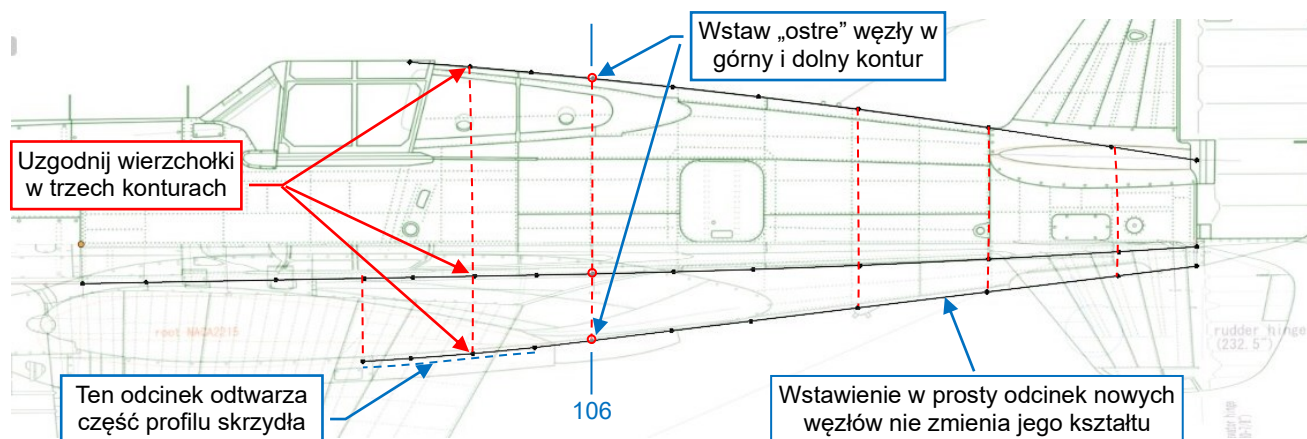 Wstaw „ostre” węzły w
górny i dolny kontur
Uzgodnij wierzchołki
w trzech konturach
root NACA2215
rudder hinge
(232.5")
Ten odcinek odtwarza
część profilu skrzydła
106
Wstawienie w prosty odcinek nowych
węzłów nie zmienia jego kształtu